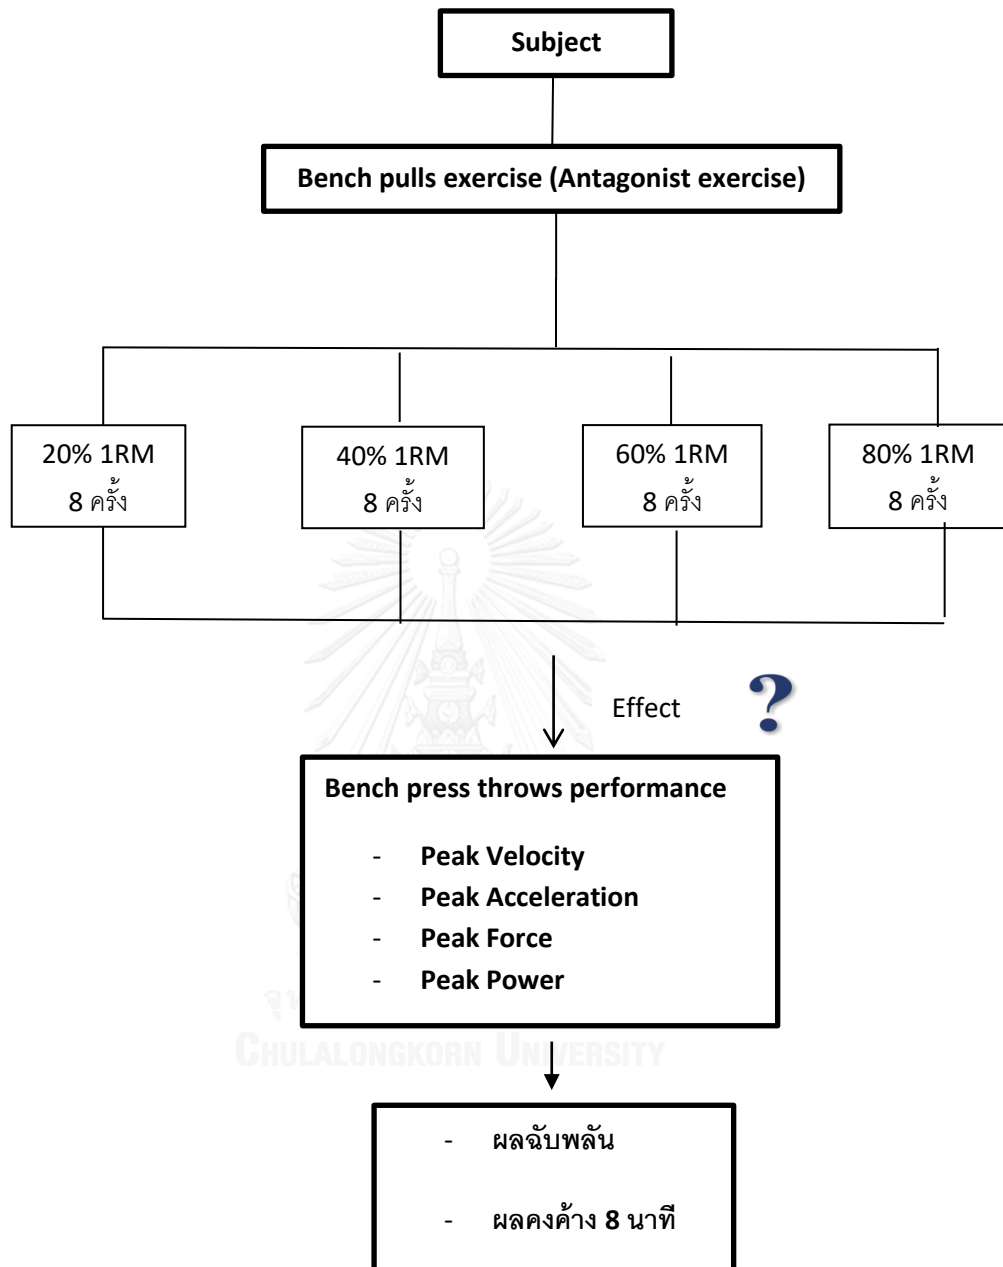 Subject
Bench pulls exercise (Antagonist exercise)
20% 1RM
8 ครั้ง
40% 1RM
8 ครั้ง
60% 1RM
8 ครั้ง
80% 1RM
8 ครั้ง
Effect
?
Bench press throws performance
- Peak Velocity
- Peak Acceleration
- Peak Force
- Peak Power
CHULALONGKORN UNIVERSITY
- ผลฉับพลัน
- ผลคงค้าง 8 นาที